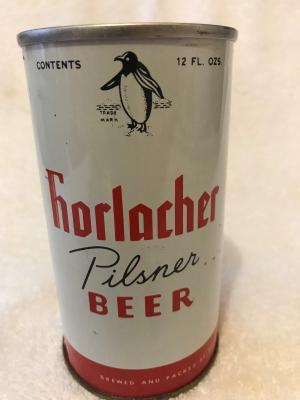 CONTENTS 12 FL. OZS.
TRADE
MARK
horlacher
Pilsner
BEER
BREWED AND PACKED